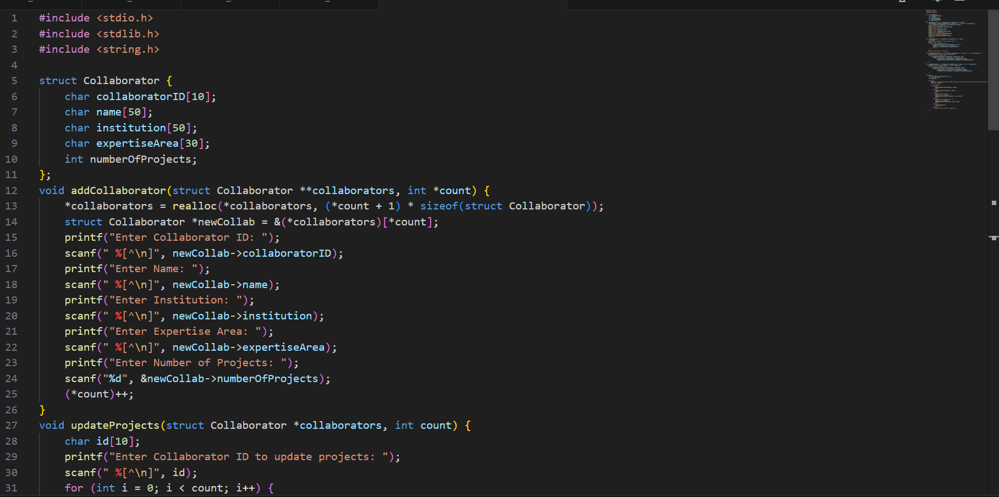 1 #include <stdio.h>
2 #include <stdlib.h>
3 #include <string.h>
4
5 struct Collaborator {
6     char collaboratorID[10];
7     char name[50];
8     char institution[50];
9     char expertiseArea[30];
10     int numberOfProjects;
11 };
12 void addCollaborator(struct Collaborator **collaborators, int *count) {
13     *collaborators = realloc(*collaborators, (*count + 1) * sizeof(struct Collaborator));
14     struct Collaborator *newCollab = &(*collaborators)[*count];
15     printf("Enter Collaborator ID: ");
16     scanf(" %[^\n]", newCollab->collaboratorID);
17     printf("Enter Name: ");
18     scanf(" %[^\n]", newCollab->name);
19     printf("Enter Institution: ");
20     scanf(" %[^\n]", newCollab->institution);
21     printf("Enter Expertise Area: ");
22     scanf(" %[^\n]", newCollab->expertiseArea);
23     printf("Enter Number of Projects: ");
24     scanf("%d", &newCollab->numberOfProjects);
25     (*count)++;
26 }
27 void updateProjects(struct Collaborator *collaborators, int count) {
28     char id[10];
29     printf("Enter Collaborator ID to update projects: ");
30     scanf(" %[^\n]", id);
31     for (int i = 0; i < count; i++) {